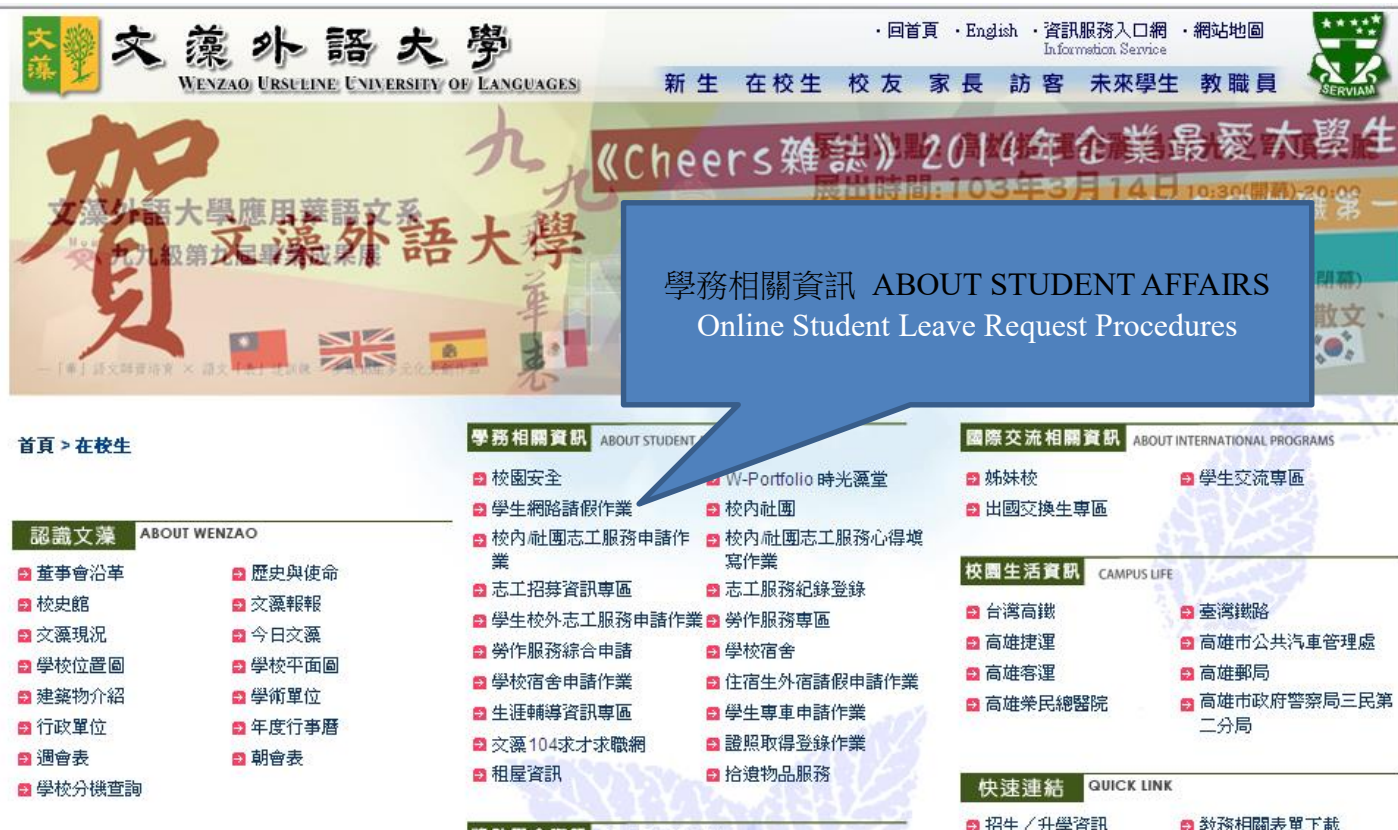 文藻
文藻外語大學
WENZAO URSULINE UNIVERSITY OF LANGUAGES
・回首頁 ・English ・資訊服務入口網 ・網站地圖
Information Service
新生 在校生 校友 家長 訪客 未來學生 教職員
SERVIAM
賀
文藻外語大學
文藻外語大學應用華語文系
九九級第九屆畢業成果展
九九
華
《Cheers雜誌》2014年企業最愛大學生
展出時間:103年3月14日 10:30(開幕)-20:00
第一
散文、
學務相關資訊 ABOUT STUDENT AFFAIRS
Online Student Leave Request Procedures
首頁 > 在校生
認識文藻 ABOUT WENZAO
董事會沿革 歷史與使命
校史館 文藻報報
文藻現況 今日文藻
學校位置圖 學校平面圖
建築物介紹 學術單位
行政單位 年度行事曆
週會表 朝會表
學校分機查詢
學務相關資訊 ABOUT STUDENT
校園安全 W-Portfolio 時光藻堂
學生網路請假作業 校內社團
校內/社團志工服務申請作業 校內/社團志工服務心得填寫作業
志工招募資訊專區 志工服務紀錄登錄
學生校外志工服務申請作業 勞作服務專區
勞作服務綜合申請 學校宿舍
學校宿舍申請作業 住宿生外宿請假申請作業
生涯輔導資訊專區 學生專車申請作業
文藻104求才求職網 證照取得登錄作業
租屋資訊 拾遺物品服務
國際交流相關資訊 ABOUT INTERNATIONAL PROGRAMS
姊妹校 學生交流專區
出國交換生專區
校園生活資訊 CAMPUS LIFE
台灣高鐵 臺灣鐵路
高雄捷運 高雄市公共汽車管理處
高雄客運 高雄郵局
高雄榮民總醫院 高雄市政府警察局三民第二分局
快速連結 QUICK LINK
招生／升學資訊 教務相關表單下載